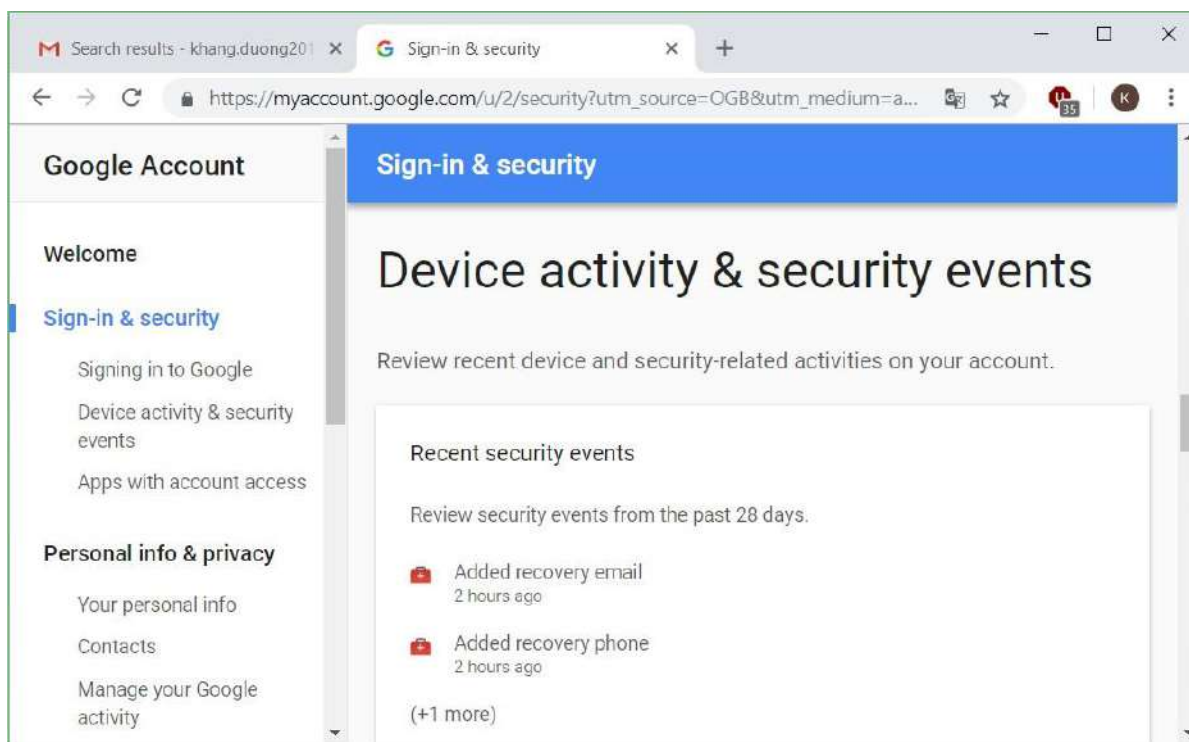 Search results - khang.duong201
Sign-in & security
https://myaccount.google.com/u/2/security?utm_source=OGB&utm_medium=a...
35
K
Google Account
Sign-in & security
Welcome
Sign-in & security
Signing in to Google
Device activity & security
events
Apps with account access
Personal info & privacy
Your personal info
Contacts
Manage your Google
activity
Device activity & security events
Review recent device and security-related activities on your account.
Recent security events
Review security events from the past 28 days.
Added recovery email
2 hours ago
Added recovery phone
2 hours ago
(+1 more)